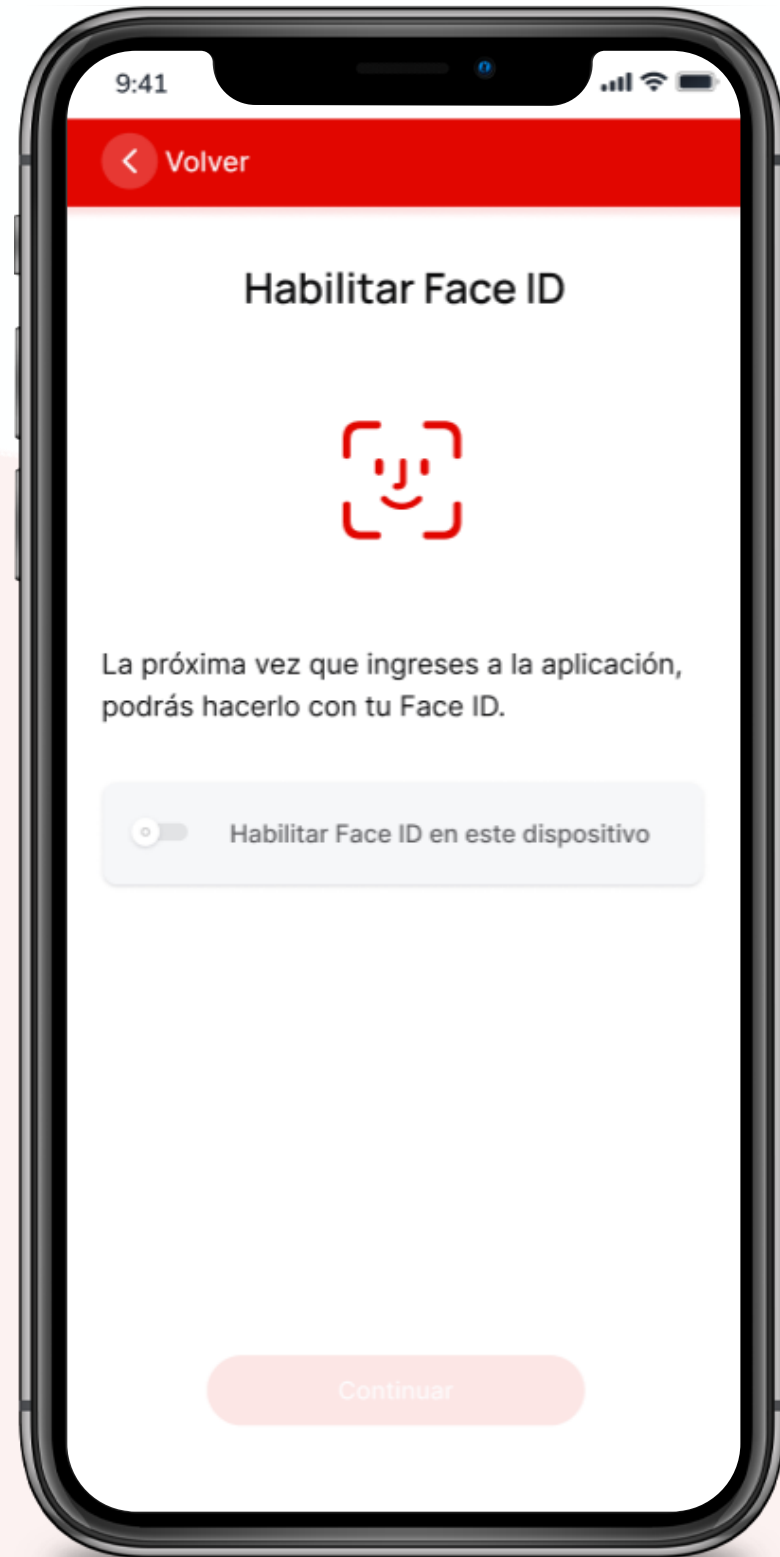 9:41
Volver
Habilitar Face ID
La próxima vez que ingreses a la aplicación,
podrás hacerlo con tu Face ID.
Habilitar Face ID en este dispositivo
Continuar